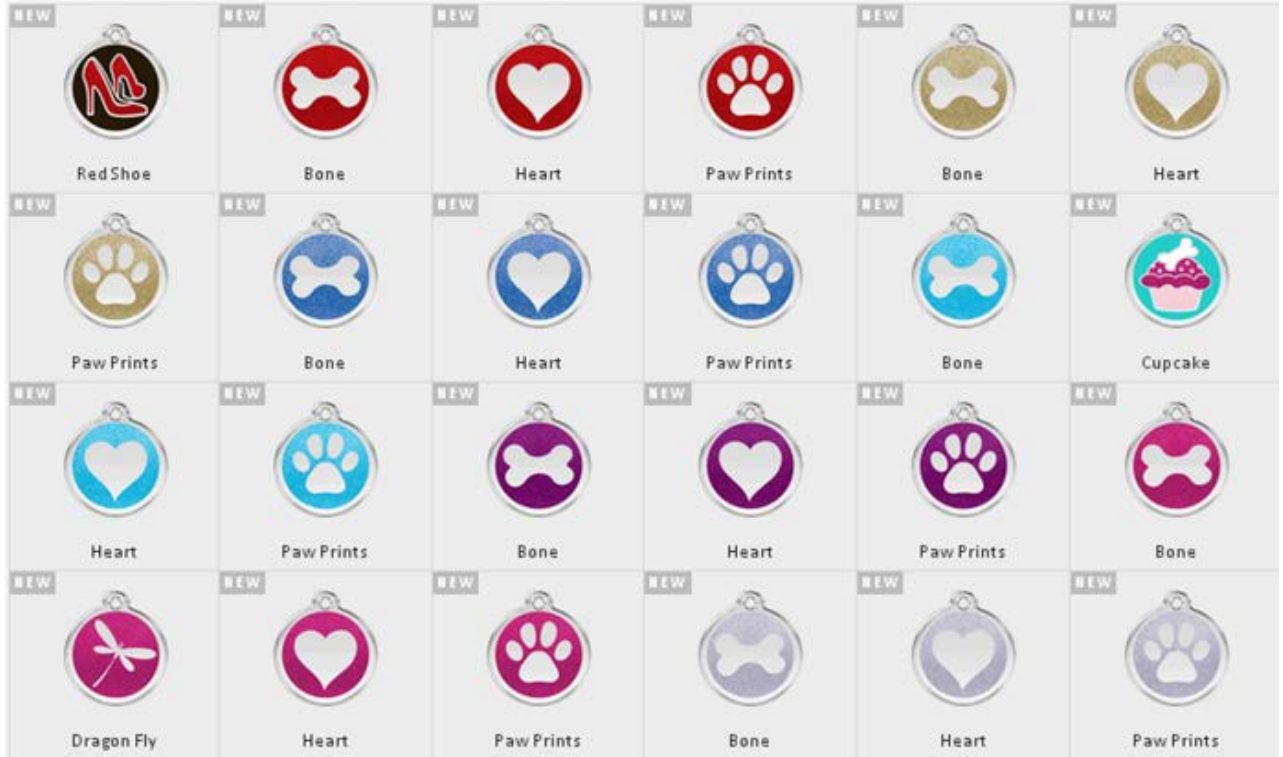 NEW NEW NEW NEW NEW NEW
Red Shoe Bone Heart Paw Prints Bone Heart
NEW NEW NEW NEW NEW NEW
Paw Prints Bone Heart Paw Prints Bone Cupcake
NEW NEW NEW NEW NEW NEW
Heart Paw Prints Bone Heart Paw Prints Bone
NEW NEW NEW NEW NEW NEW
Dragon Fly Heart Paw Prints Bone Heart Paw Prints